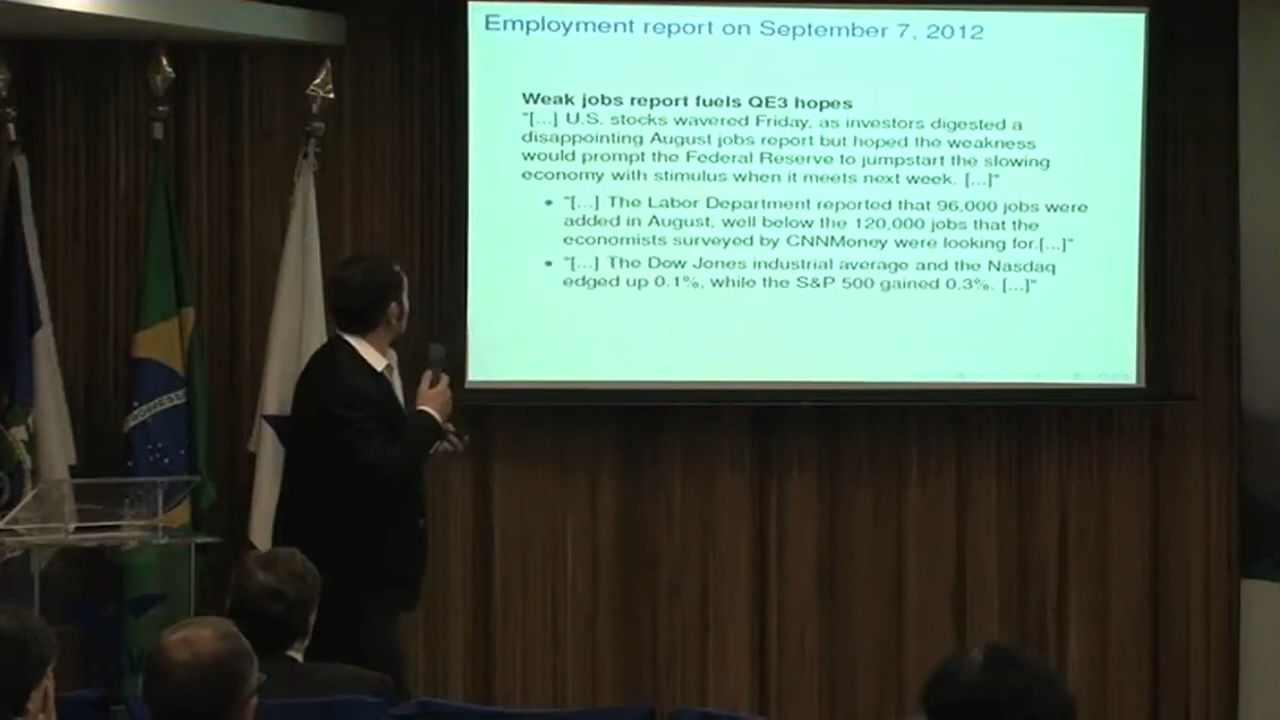 Employment report on September 7, 2012
Weak jobs report fuels QE3 hopes
"[...] U.S. stocks wavered Friday, as investors digested a
disappointing August jobs report but hoped the weakness
would prompt the Federal Reserve to jumpstart the slowing
economy with stimulus when it meets next week. [...]"
• "[...] The Labor Department reported that 96,000 jobs were
added in August, well below the 120,000 jobs that the
economists surveyed by CNNMoney were looking for.[...]"
• "[...] The Dow Jones industrial average and the Nasdaq
edged up 0.1%, while the S&P 500 gained 0.3%. [...]"